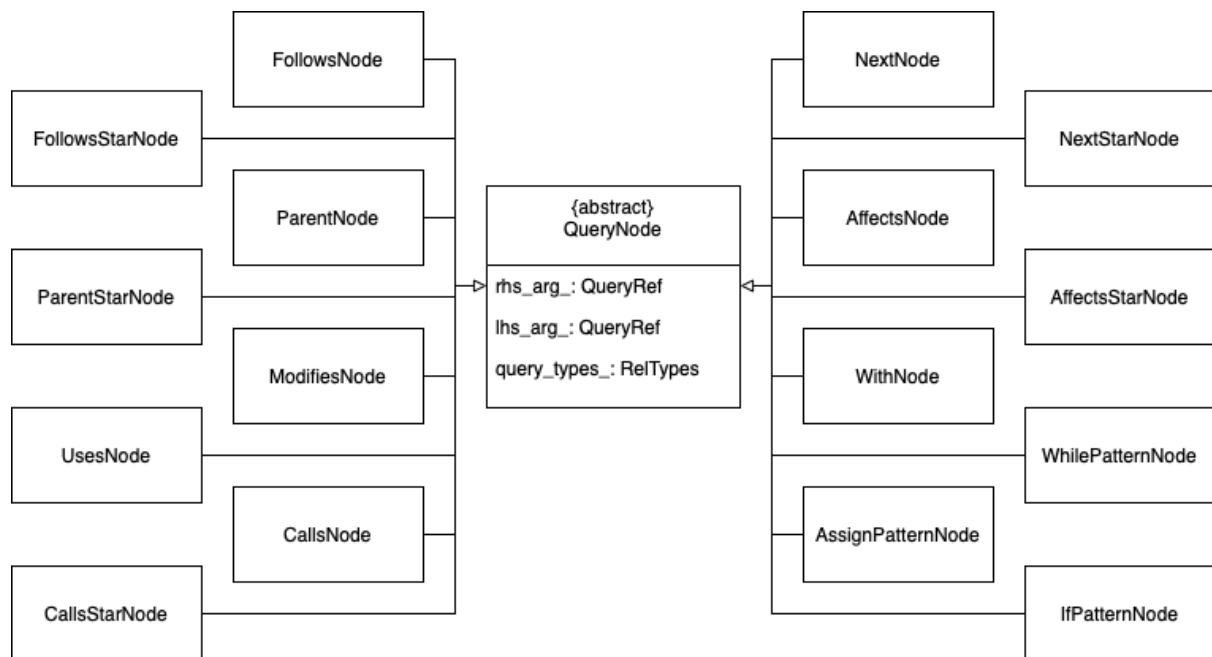 FollowsNode
FollowsStarNode
ParentNode
ParentStarNode
ModifiesNode
UsesNode
CallsNode
CallsStarNode
{abstract}
QueryNode
rhs_arg_: QueryRef
lhs_arg_: QueryRef
query_types_: RelTypes
NextNode
NextStarNode
AffectsNode
AffectsStarNode
WithNode
WhilePatternNode
AssignPatternNode
IfPatternNode